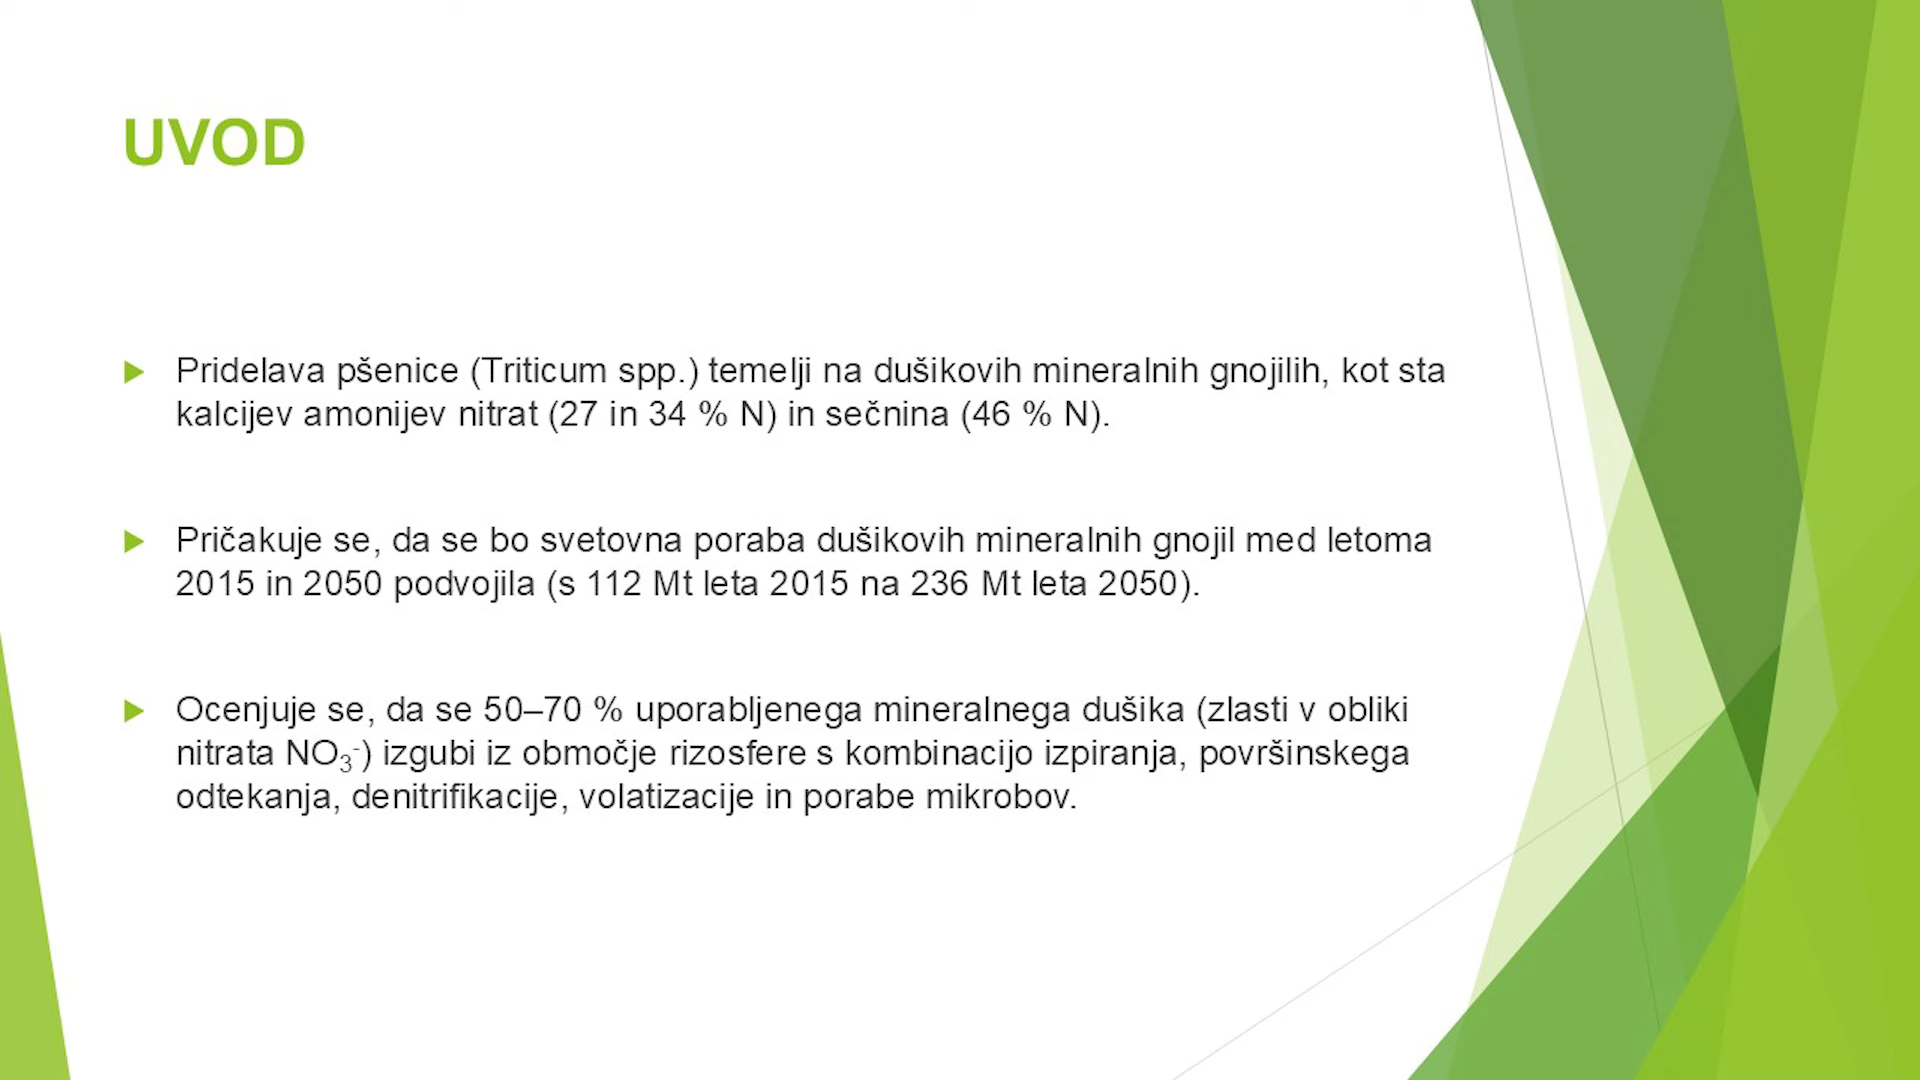 UVOD
Pridelava pšenice (Triticum spp.) temelji na dušikovih mineralnih gnojilih, kot sta
kalcijev amonijev nitrat (27 in 34 % N) in sečnina (46 % N).
Pričakuje se, da se bo svetovna poraba dušikovih mineralnih gnojil med letoma
2015 in 2050 podvojila (s 112 Mt leta 2015 na 236 Mt leta 2050).
Ocenjuje se, da se 50–70 % uporabljenega mineralnega dušika (zlasti v obliki
nitrata NO₃⁻) izgubi iz območje rizosfere s kombinacijo izpiranja, površinskega
odtekanja, denitrifikacije, volatizacije in porabe mikrobov.